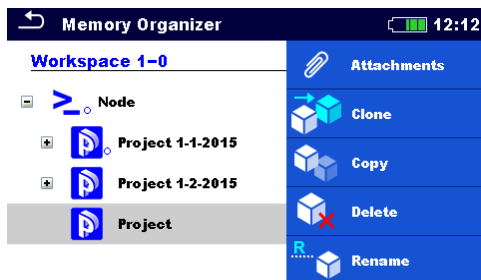 Memory Organizer
12:12
Workspace 1-0
Node
Project 1-1-2015
Project 1-2-2015
Project
Attachments
Clone
Copy
Delete
R
Rename